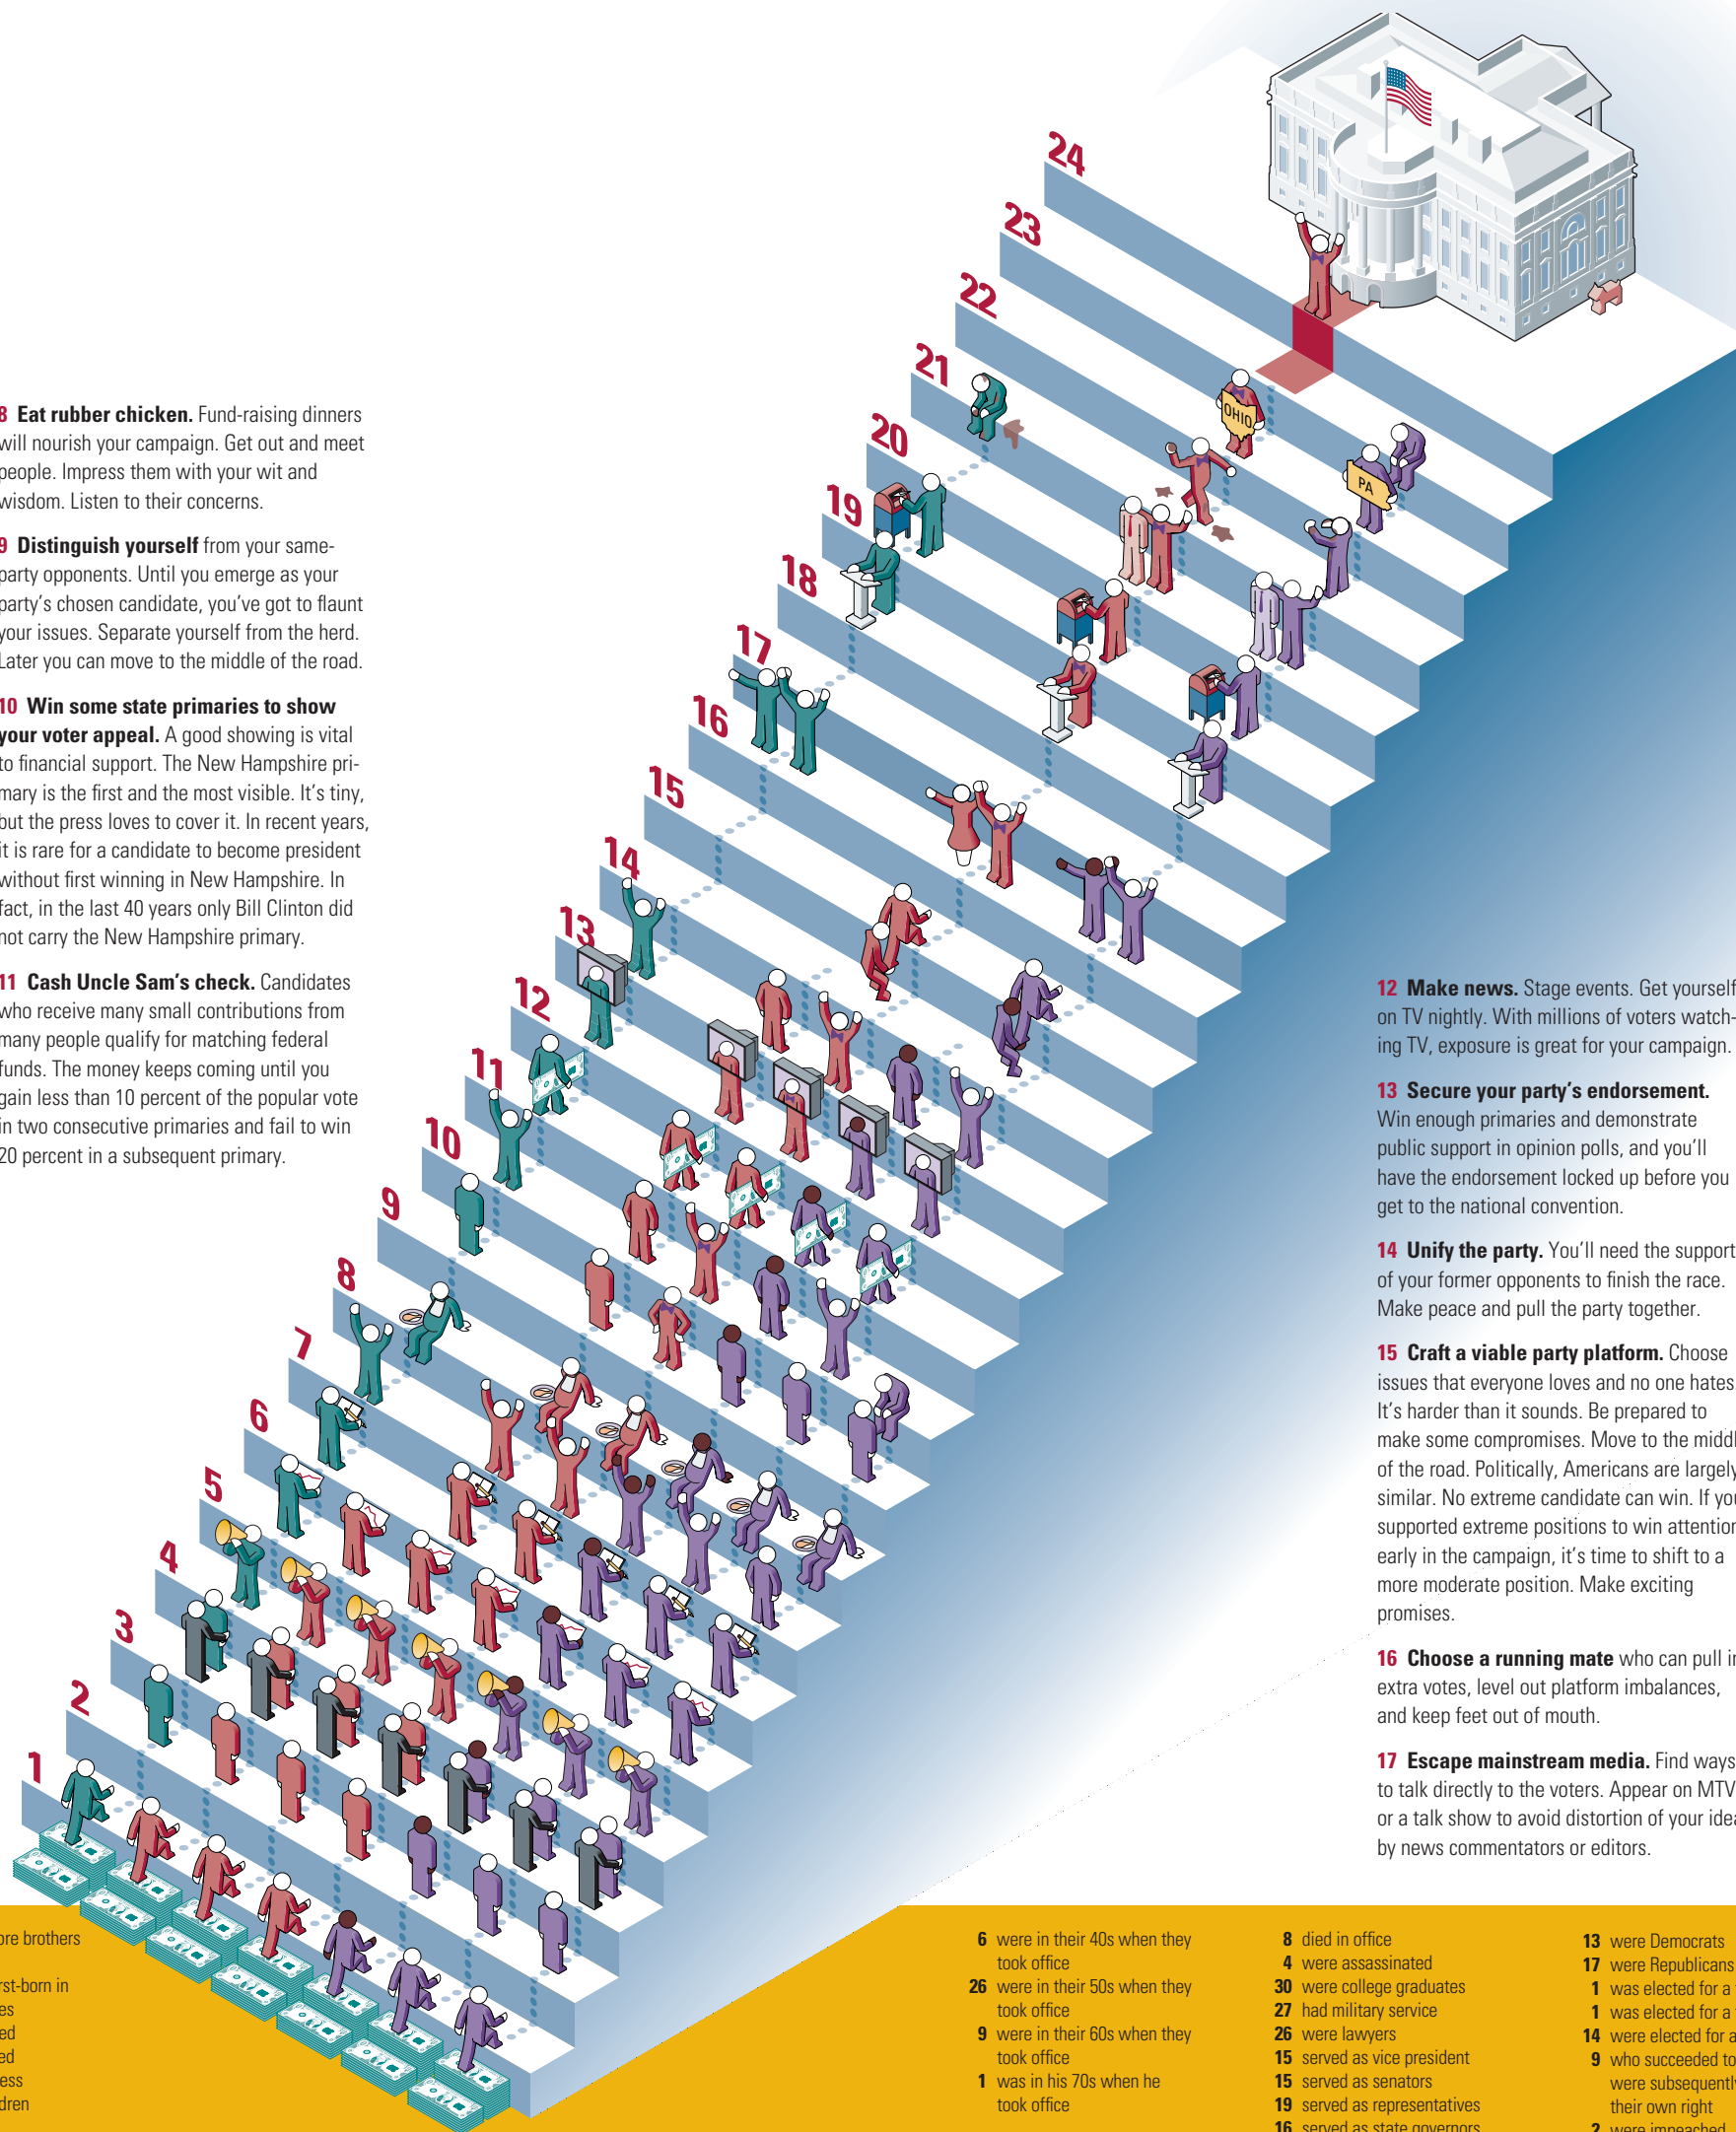 24
23
22
21
20
19
18
17
16
15
14
13
12
11
10
9
8
7
6
5
4
3
2
1
OHIO
PA
8 Eat rubber chicken. Fund-raising dinners
will nourish your campaign. Get out and meet
people. Impress them with your wit and
wisdom. Listen to their concerns.
9 Distinguish yourself from your same-
party opponents. Until you emerge as your
party's chosen candidate, you've got to flaunt
your issues. Separate yourself from the herd.
Later you can move to the middle of the road.
10 Win some state primaries to show
your voter appeal. A good showing is vital
to financial support. The New Hampshire pri-
mary is the first and the most visible. It's tiny,
but the press loves to cover it. In recent years,
it is rare for a candidate to become president
without first winning in New Hampshire. In
fact, in the last 40 years only Bill Clinton did
not carry the New Hampshire primary.
11 Cash Uncle Sam's check. Candidates
who receive many small contributions from
many people qualify for matching federal
funds. The money keeps coming until you
gain less than 10 percent of the popular vote
in two consecutive primaries and fail to win
20 percent in a subsequent primary.
12 Make news. Stage events. Get yourself
on TV nightly. With millions of voters watch-
ing TV, exposure is great for your campaign.
13 Secure your party's endorsement.
Win enough primaries and demonstrate
public support in opinion polls, and you'll
have the endorsement locked up before you
get to the national convention.
14 Unify the party. You'll need the support
of your former opponents to finish the race.
Make peace and pull the party together.
15 Craft a viable party platform. Choose
issues that everyone loves and no one hates
It's harder than it sounds. Be prepared to
make some compromises. Move to the middl
of the road. Politically, Americans are largely
similar. No extreme candidate can win. If you
supported extreme positions to win attention
early in the campaign, it's time to shift to a
more moderate position. Make exciting
promises.
16 Choose a running mate who can pull in
extra votes, level out platform imbalances,
and keep feet out of mouth.
17 Escape mainstream media. Find ways
to talk directly to the voters. Appear on MTV
or a talk show to avoid distortion of your idea
by news commentators or editors.
ore brothers
rst-born in
es
ed
ed
ess
dren
6 were in their 40s when they
took office
26 were in their 50s when they
took office
9 were in their 60s when they
took office
1 was in his 70s when he
took office
8 died in office
4 were assassinated
30 were college graduates
27 had military service
26 were lawyers
15 served as vice president
15 served as senators
19 served as representatives
16 served as state governors
13 were Democrats
17 were Republicans
1 was elected for a
1 was elected for a
14 were elected for a
9 who succeeded to
were subsequently
their own right
2 were impeached